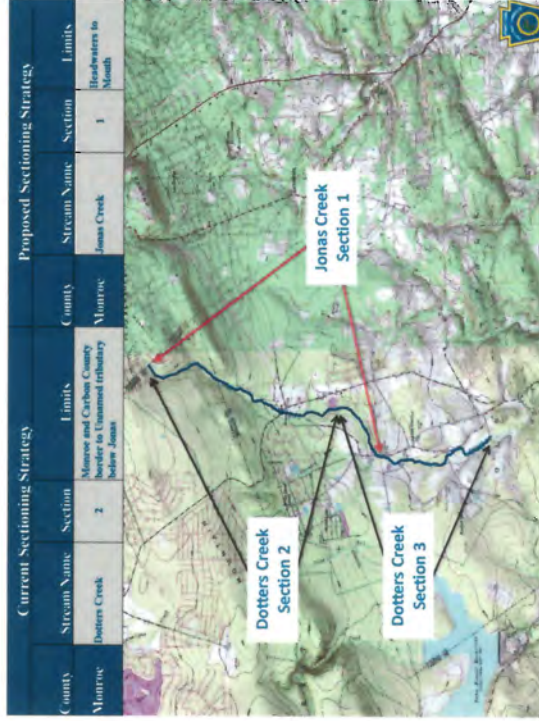 Current Sectioning Strategy
Proposed Sectioning Strategy
County
Stream Name
Section
Limits
County
Stream Name
Section
Limits
Monroe
Dotters Creek
2
Monroe and Carbon County
border to Unnamed tributary
below Jonas
Monroe
Jonas Creek
1
Headwaters to
Mouth
Jonas Creek
Section 1
Dotters Creek
Section 2
Dotters Creek
Section 3